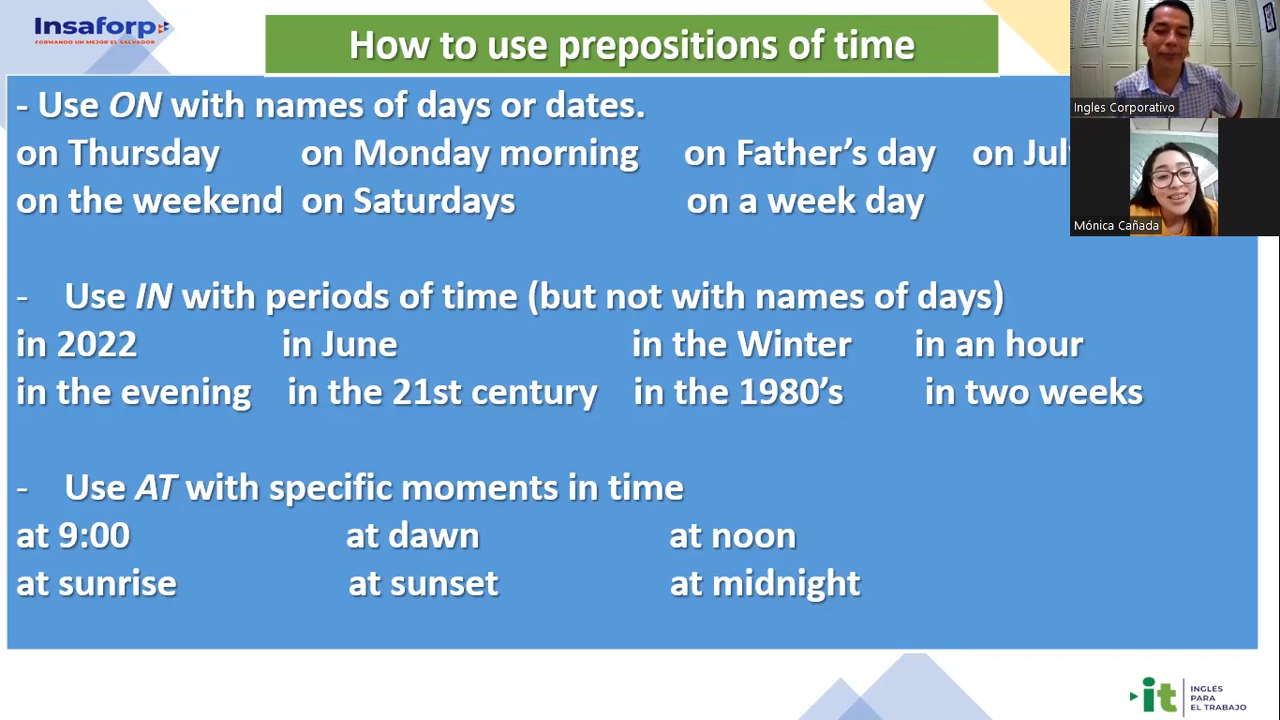 Insaforp
FORMANDO UN MEJOR EL SALVADOR
How to use prepositions of time
- Use ON with names of days or dates.
on Thursday on Monday morning on Father's day on
on the weekend on Saturdays on a week day
- Use IN with periods of time (but not with names of days)
in 2022 in June in the Winter in an hour
in the evening in the 21st century in the 1980's in two weeks
- Use AT with specific moments in time
at 9:00 at dawn at noon
at sunrise at sunset at midnight
Ingles Corporativo
Mónica Cañada
it INGLÉS
PARA
EL TRABAJO